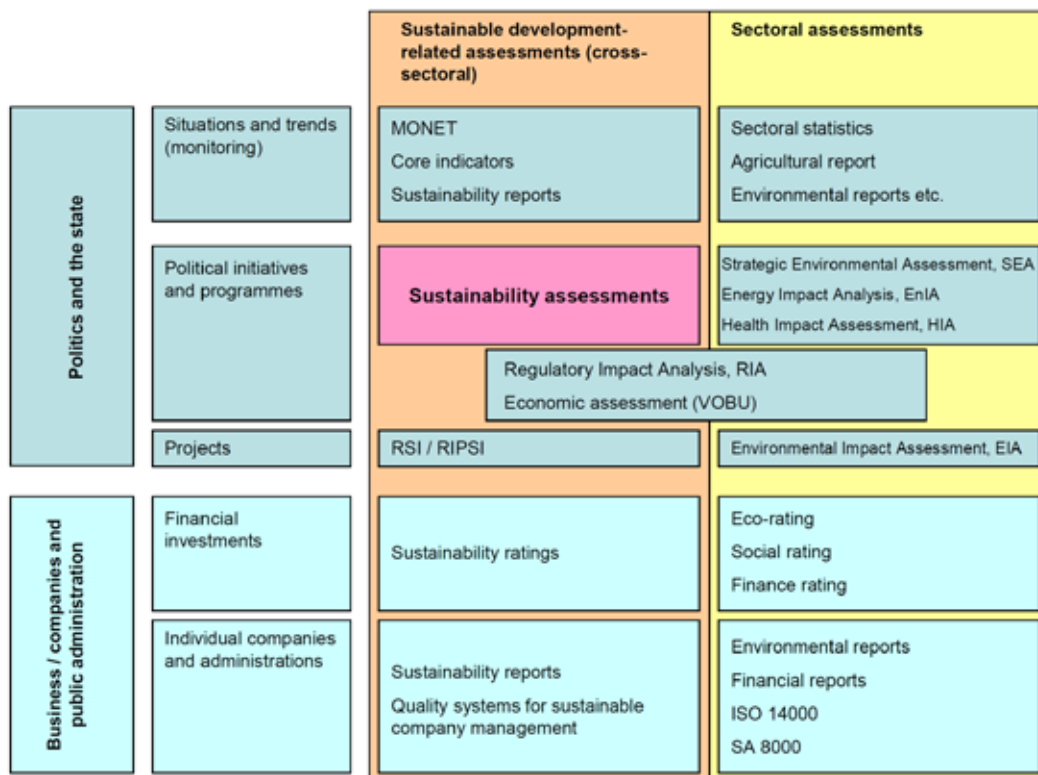 Sustainable development-
related assessments (cross-
sectoral)
Sectoral assessments
Politics and the state
Situations and trends
(monitoring)
MONET
Core indicators
Sustainability reports
Sectoral statistics
Agricultural report
Environmental reports etc.
Political initiatives
and programmes
Sustainability assessments
Strategic Environmental Assessment, SEA
Energy Impact Analysis, EnIA
Health Impact Assessment, HIA
Regulatory Impact Analysis, RIA
Economic assessment (VOBU)
Projects
RSI / RIPSI
Environmental Impact Assessment, EIA
Business / companies and
public administration
Financial
investments
Sustainability ratings
Eco-rating
Social rating
Finance rating
Individual companies
and administrations
Sustainability reports
Quality systems for sustainable
company management
Environmental reports
Financial reports
ISO 14000
SA 8000